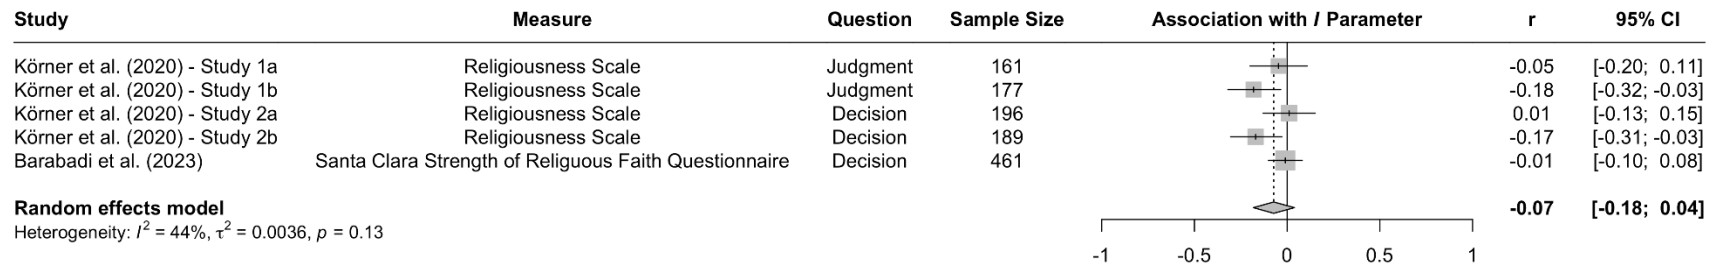 Study Measure Question Sample Size Association with I Parameter r 95% CI
Körner et al. (2020) - Study 1a Religiousness Scale Judgment 161 -0.05 [-0.20; 0.11]
Körner et al. (2020) - Study 1b Religiousness Scale Judgment 177 -0.18 [-0.32; -0.03]
Körner et al. (2020) - Study 2a Religiousness Scale Decision 196 0.01 [-0.13; 0.15]
Körner et al. (2020) - Study 2b Religiousness Scale Decision 189 -0.17 [-0.31; -0.03]
Barabadi et al. (2023) Santa Clara Strength of Religuous Faith Questionnaire Decision 461 -0.01 [-0.10; 0.08]
Random effects model -0.07 [-0.18; 0.04]
Heterogeneity: I² = 44%, τ² = 0.0036, p = 0.13
-1 -0.5 0 0.5 1